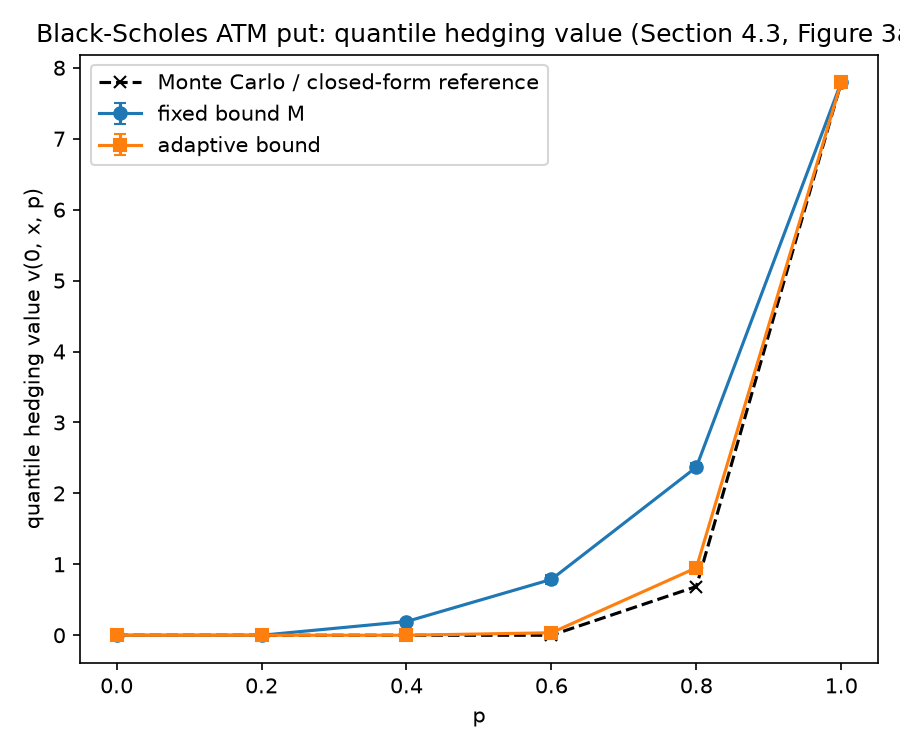 Black-Scholes ATM put: quantile hedging value (Section 4.3, Figure 3a
Monte Carlo / closed-form reference
fixed bound M
adaptive bound
quantile hedging value v(0, x, p)
8
7
6
5
4
3
2
1
0
0.0 0.2 0.4 0.6 0.8 1.0
p